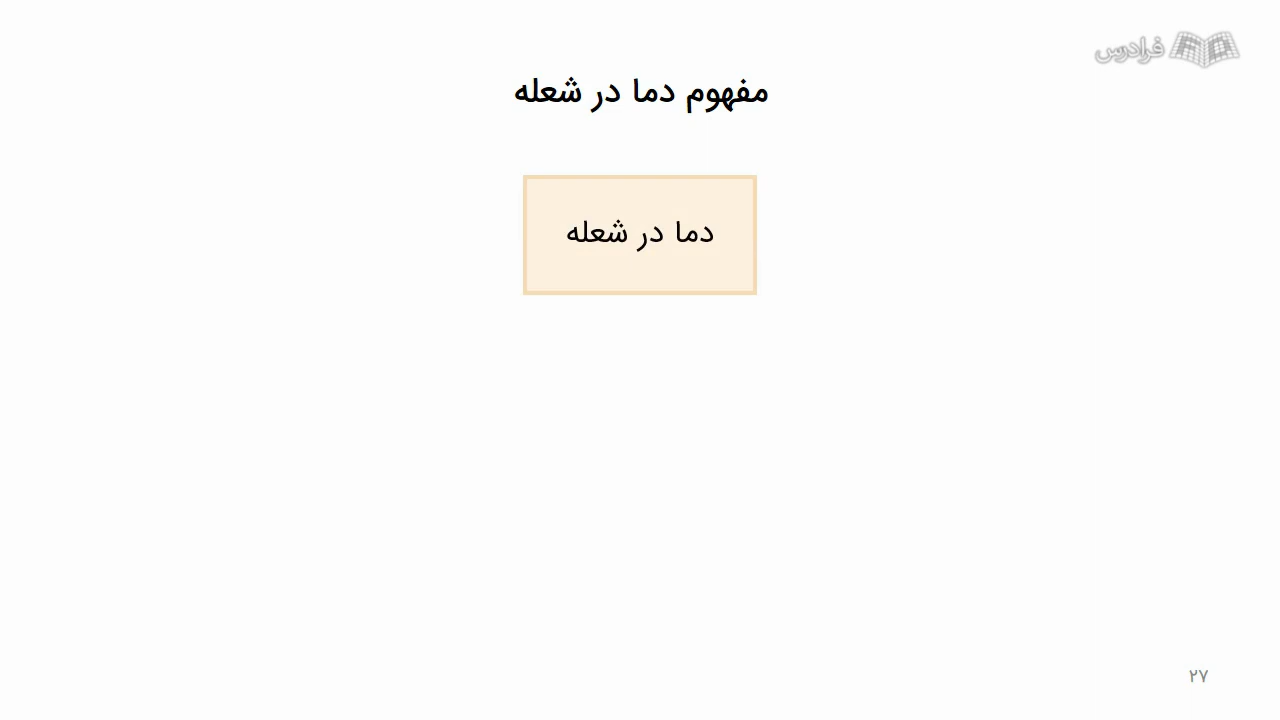 فرادرس
مفهوم دما در شعله
دما در شعله
۲۷